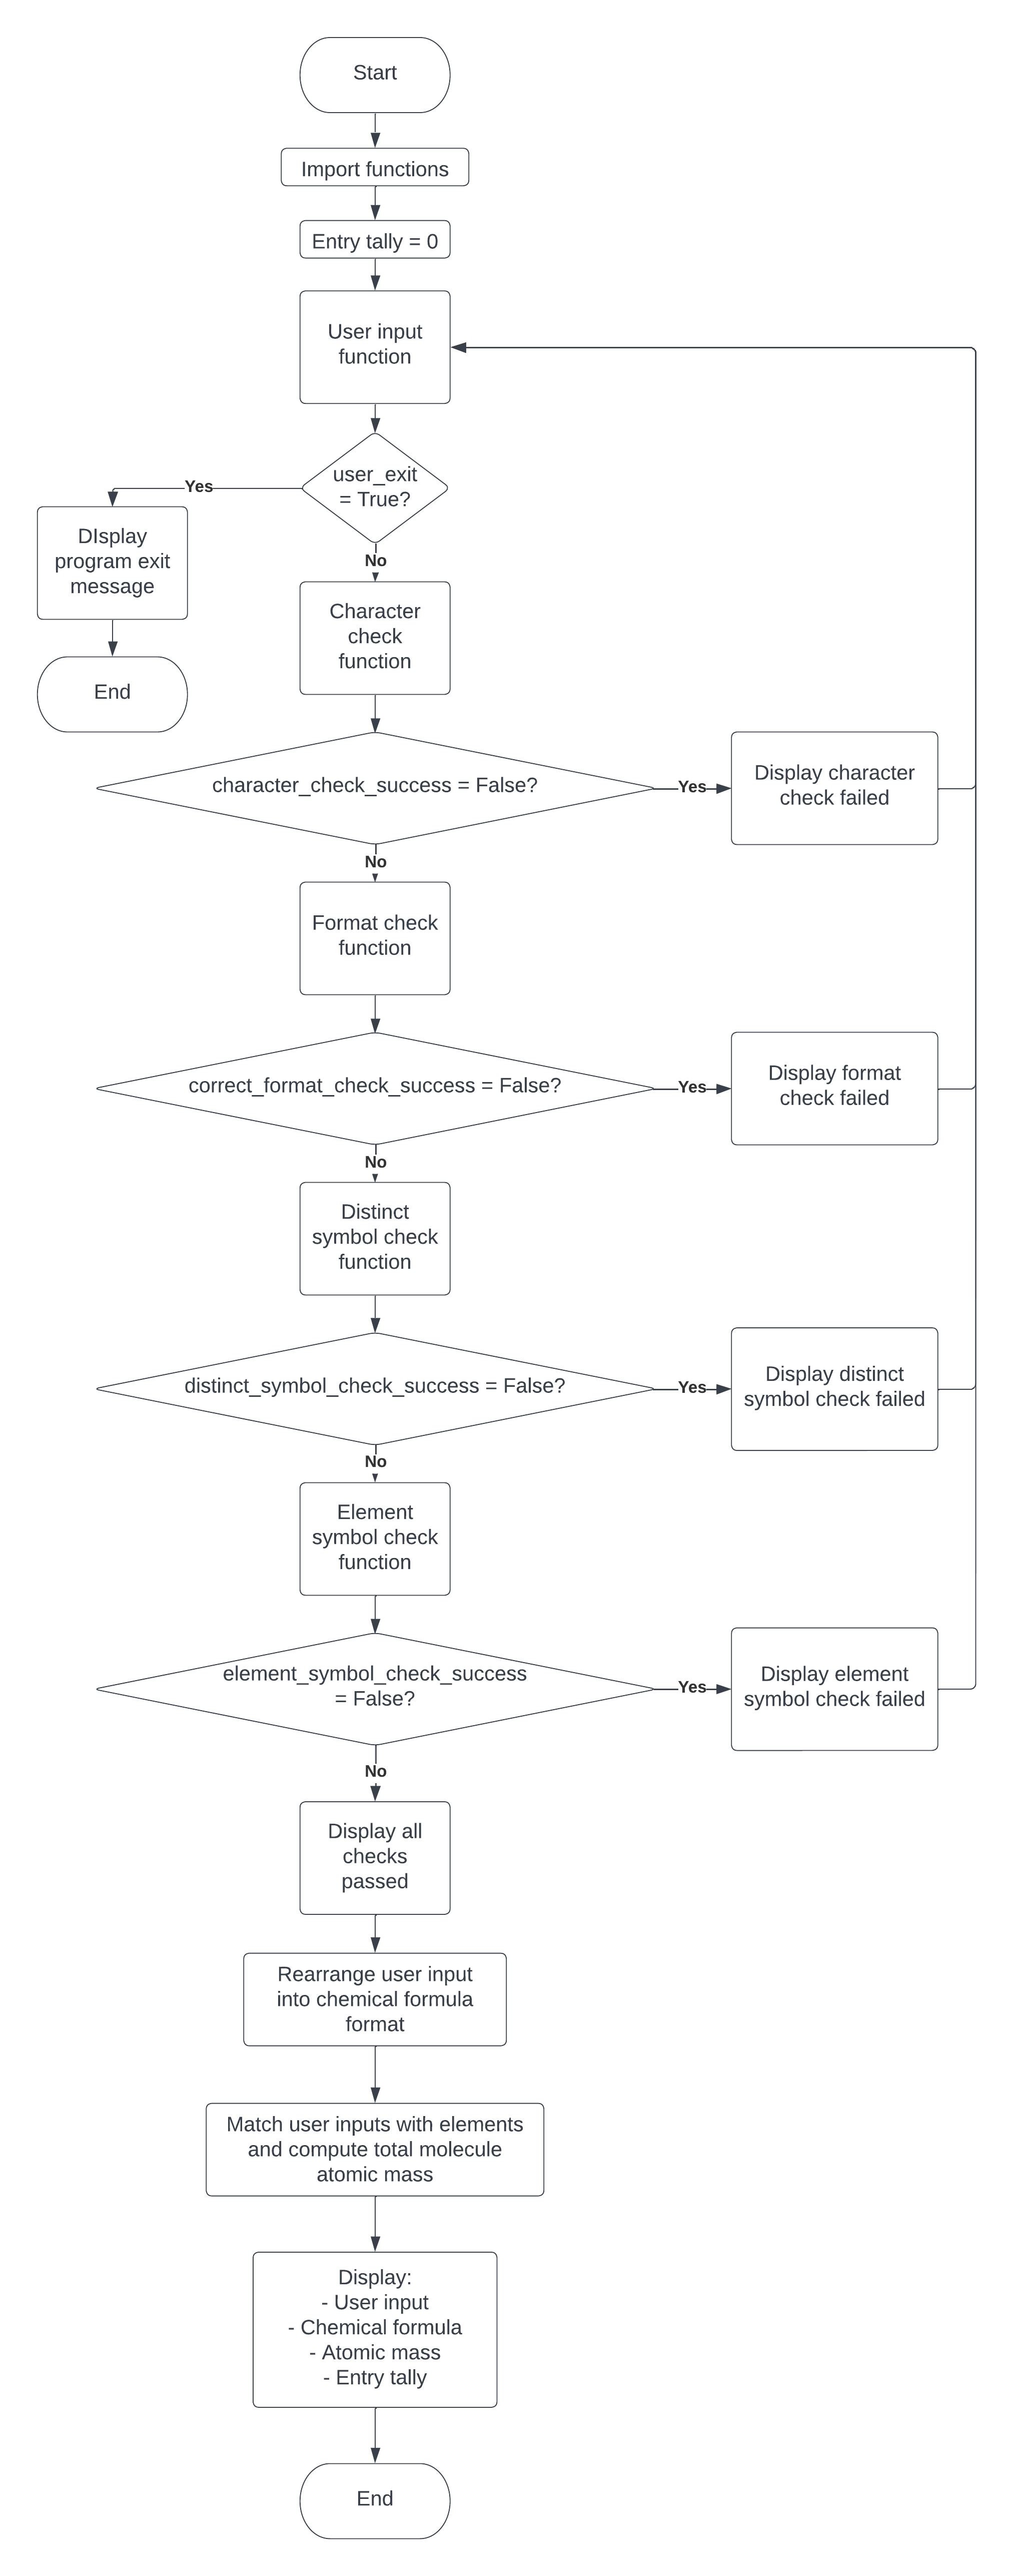 Start
Import functions
Entry tally = 0
User input
function
user_exit
= True?
Yes
DIsplay
program exit
message
End
No
Character
check
function
character_check_success = False?
Yes
Display character
check failed
No
Format check
function
correct_format_check_success = False?
Yes
Display format
check failed
No
Distinct
symbol check
function
distinct_symbol_check_success = False?
Yes
Display distinct
symbol check failed
No
Element
symbol check
function
element_symbol_check_success
= False?
Yes
Display element
symbol check failed
No
Display all
checks
passed
Rearrange user input
into chemical formula
format
Match user inputs with elements
and compute total molecule
atomic mass
Display:
- User input
- Chemical formula
- Atomic mass
- Entry tally
End